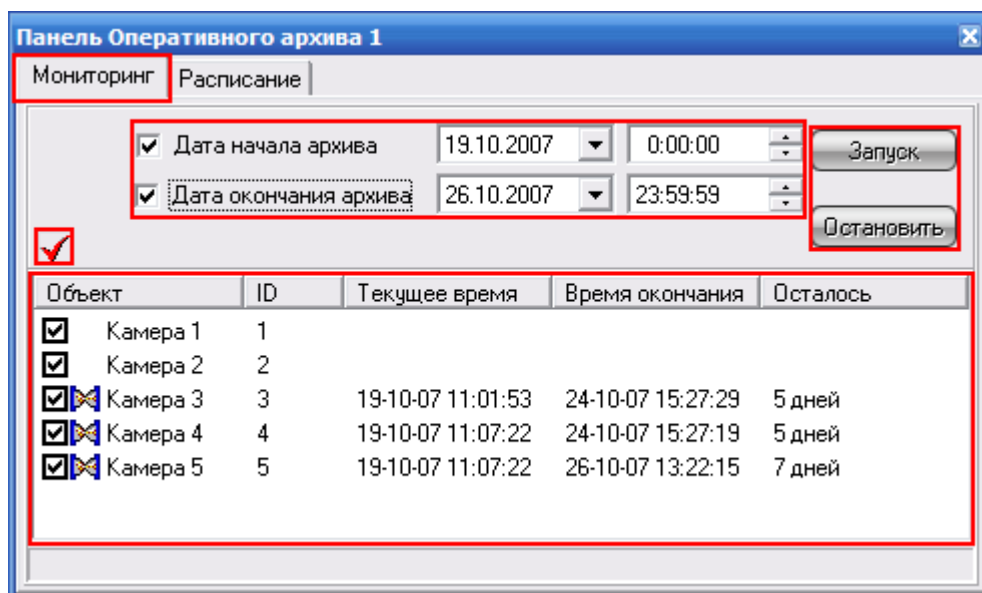 Панель Оперативного архива 1
Мониторинг Расписание
Дата начала архива 19.10.2007 0:00:00 Запуск
Дата окончания архива 26.10.2007 23:59:59
Остановить
Объект ID Текущее время Время окончания Осталось
Камера 1 1
Камера 2 2
Камера 3 3 19-10-07 11:01:53 24-10-07 15:27:29 5 дней
Камера 4 4 19-10-07 11:07:22 24-10-07 15:27:19 5 дней
Камера 5 5 19-10-07 11:07:22 26-10-07 13:22:15 7 дней